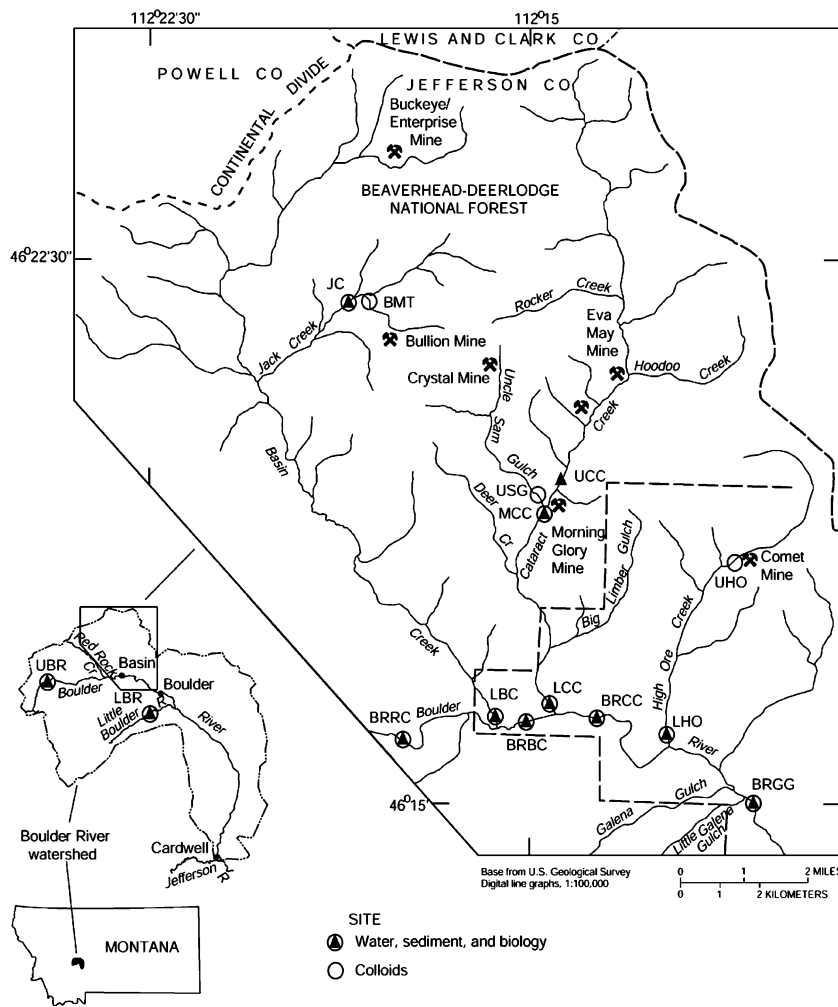 112°22'30"
112°15
LEWIS AND CLARK CO
POWELL CO
JEFFERSON CO
CONTINENTAL DIVIDE
Buckeye/
Enterprise
Mine
BEAVERHEAD-DEERLODGE
NATIONAL FOREST
46°22'30"
JC
BMT
Rocker Creek
Eva
May
Mine
Jack Creek
Bullion Mine
Crystal Mine
Hoodoo Creek
Uncle Sam Gulch
Basin Creek
Deer Cr
USG
UCC
MCC
Morning
Glory
Mine
Cataract Creek
Big Limber Gulch
High Ore Creek
UHO
Comet
Mine
UBR
Red Rock Cr
Basin
Boulder
LBR
Boulder River
Little Boulder R
LBC
LCC
BRCC
LHO
BRRC
Boulder River
BRBC
BRGG
46°15'
Galena Gulch
Little Galena Gulch
Boulder River
watershed
Cardwell
Jefferson R
Base from U.S. Geological Survey
Digital line graphs, 1:100,000
0 1 2 MILES
0 1 2 KILOMETERS
MONTANA
SITE
Water, sediment, and biology
Colloids